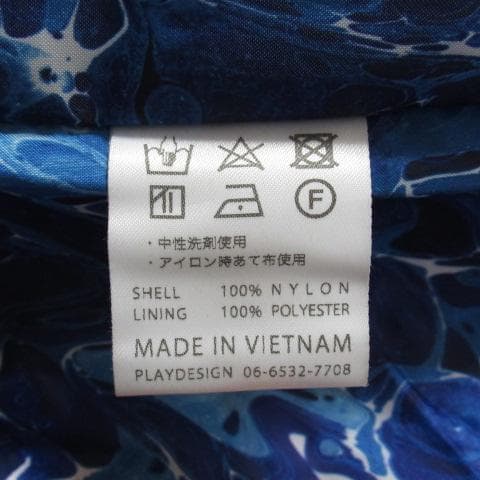 F
・中性洗剤使用
・アイロン時あて布使用
SHELL 100% NYLON
LINING 100% POLYESTER
MADE IN VIETNAM
PLAYDESIGN 06-6532-7708